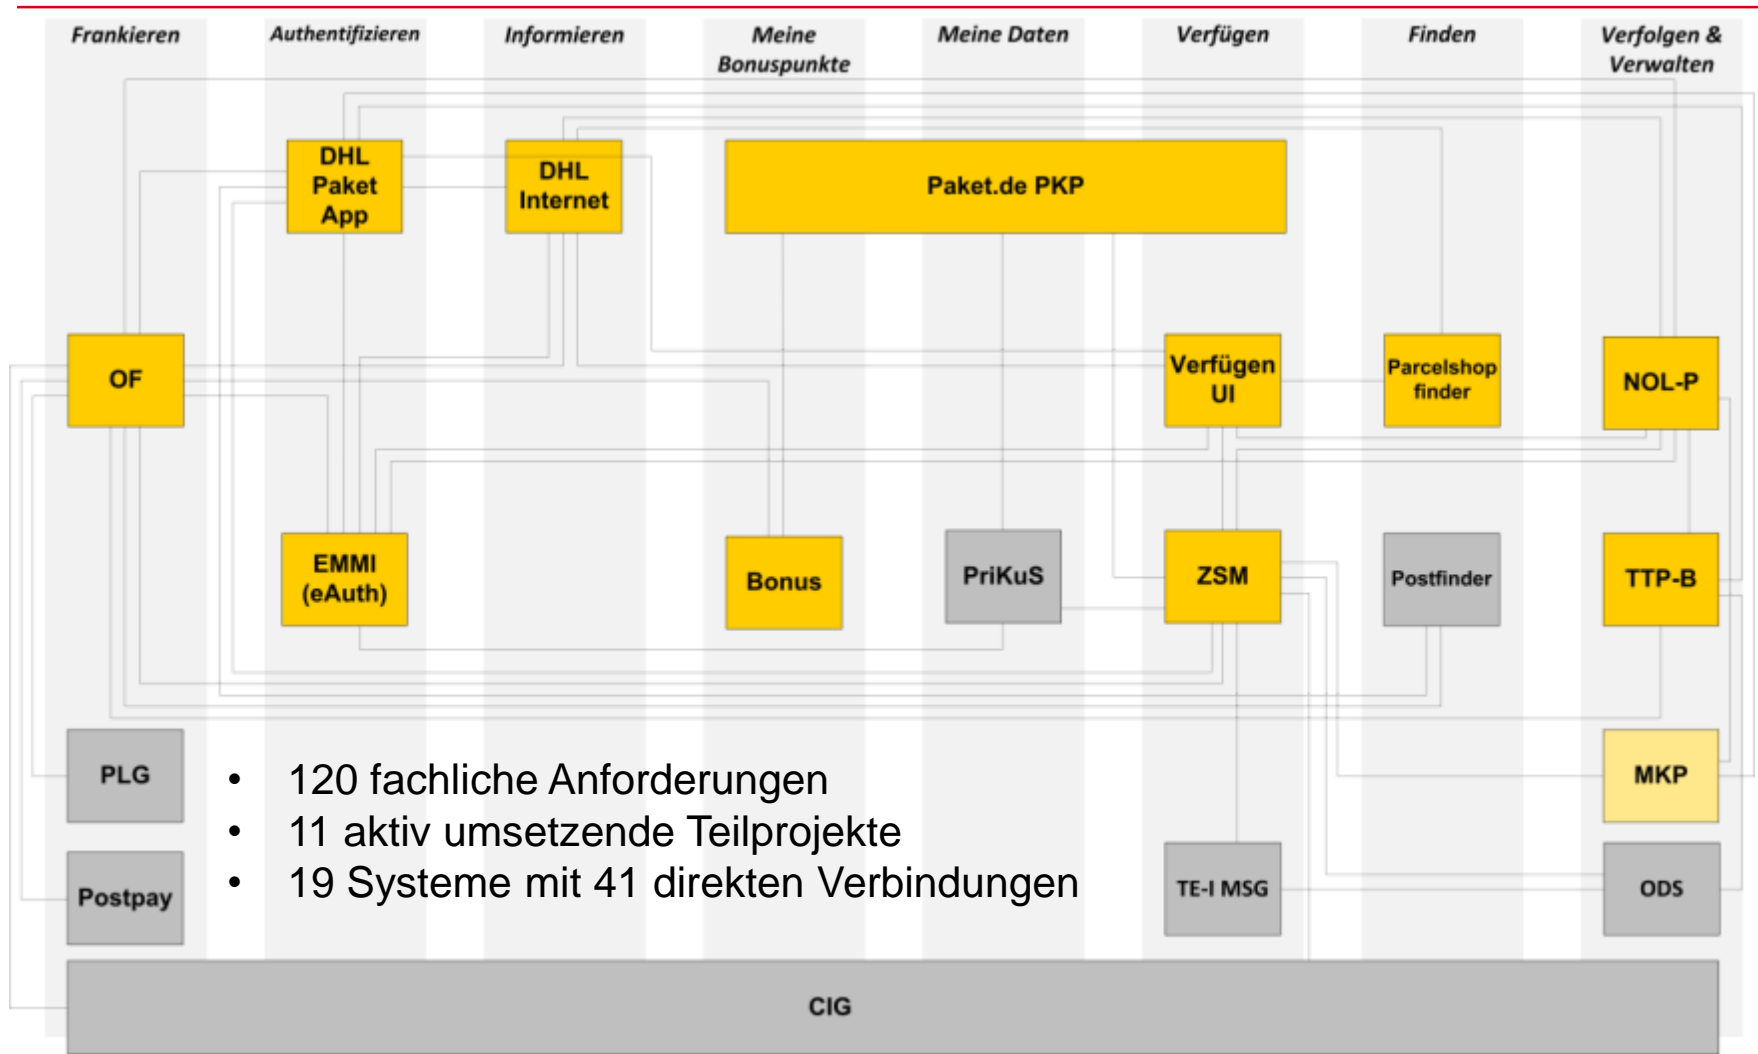 Frankieren
Authentifizieren
Informieren
Meine
Bonuspunkte
Meine Daten
Verfügen
Finden
Verfolgen &
Verwalten
DHL
Paket
App
DHL
Internet
Paket.de PKP
OF
Verfügen
UI
Parcelshop
finder
NOL-P
EMMI
(eAuth)
Bonus
PriKuS
ZSM
Postfinder
TTP-B
PLG
MKP
• 120 fachliche Anforderungen
• 11 aktiv umsetzende Teilprojekte
• 19 Systeme mit 41 direkten Verbindungen
Postpay
TE-I MSG
ODS
CIG